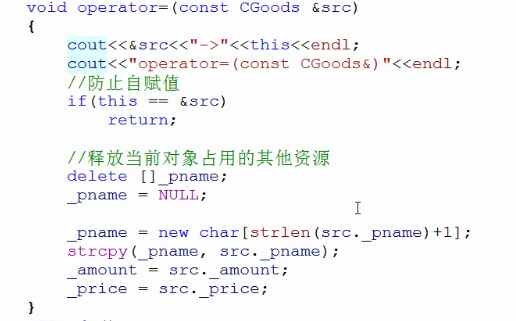 void operator=(const CGoods &src)
{
cout<<&src<<"->"<<this<<endl;
cout<<"operator=(const CGoods&)"<<endl;
//防止自赋值
if(this == &src)
return;
//释放当前对象占用的其他资源
delete []_pname;
_pname = NULL;
_pname = new char[strlen(src._pname)+1];
strcpy(_pname, src._pname);
_amount = src._amount;
_price = src._price;
}